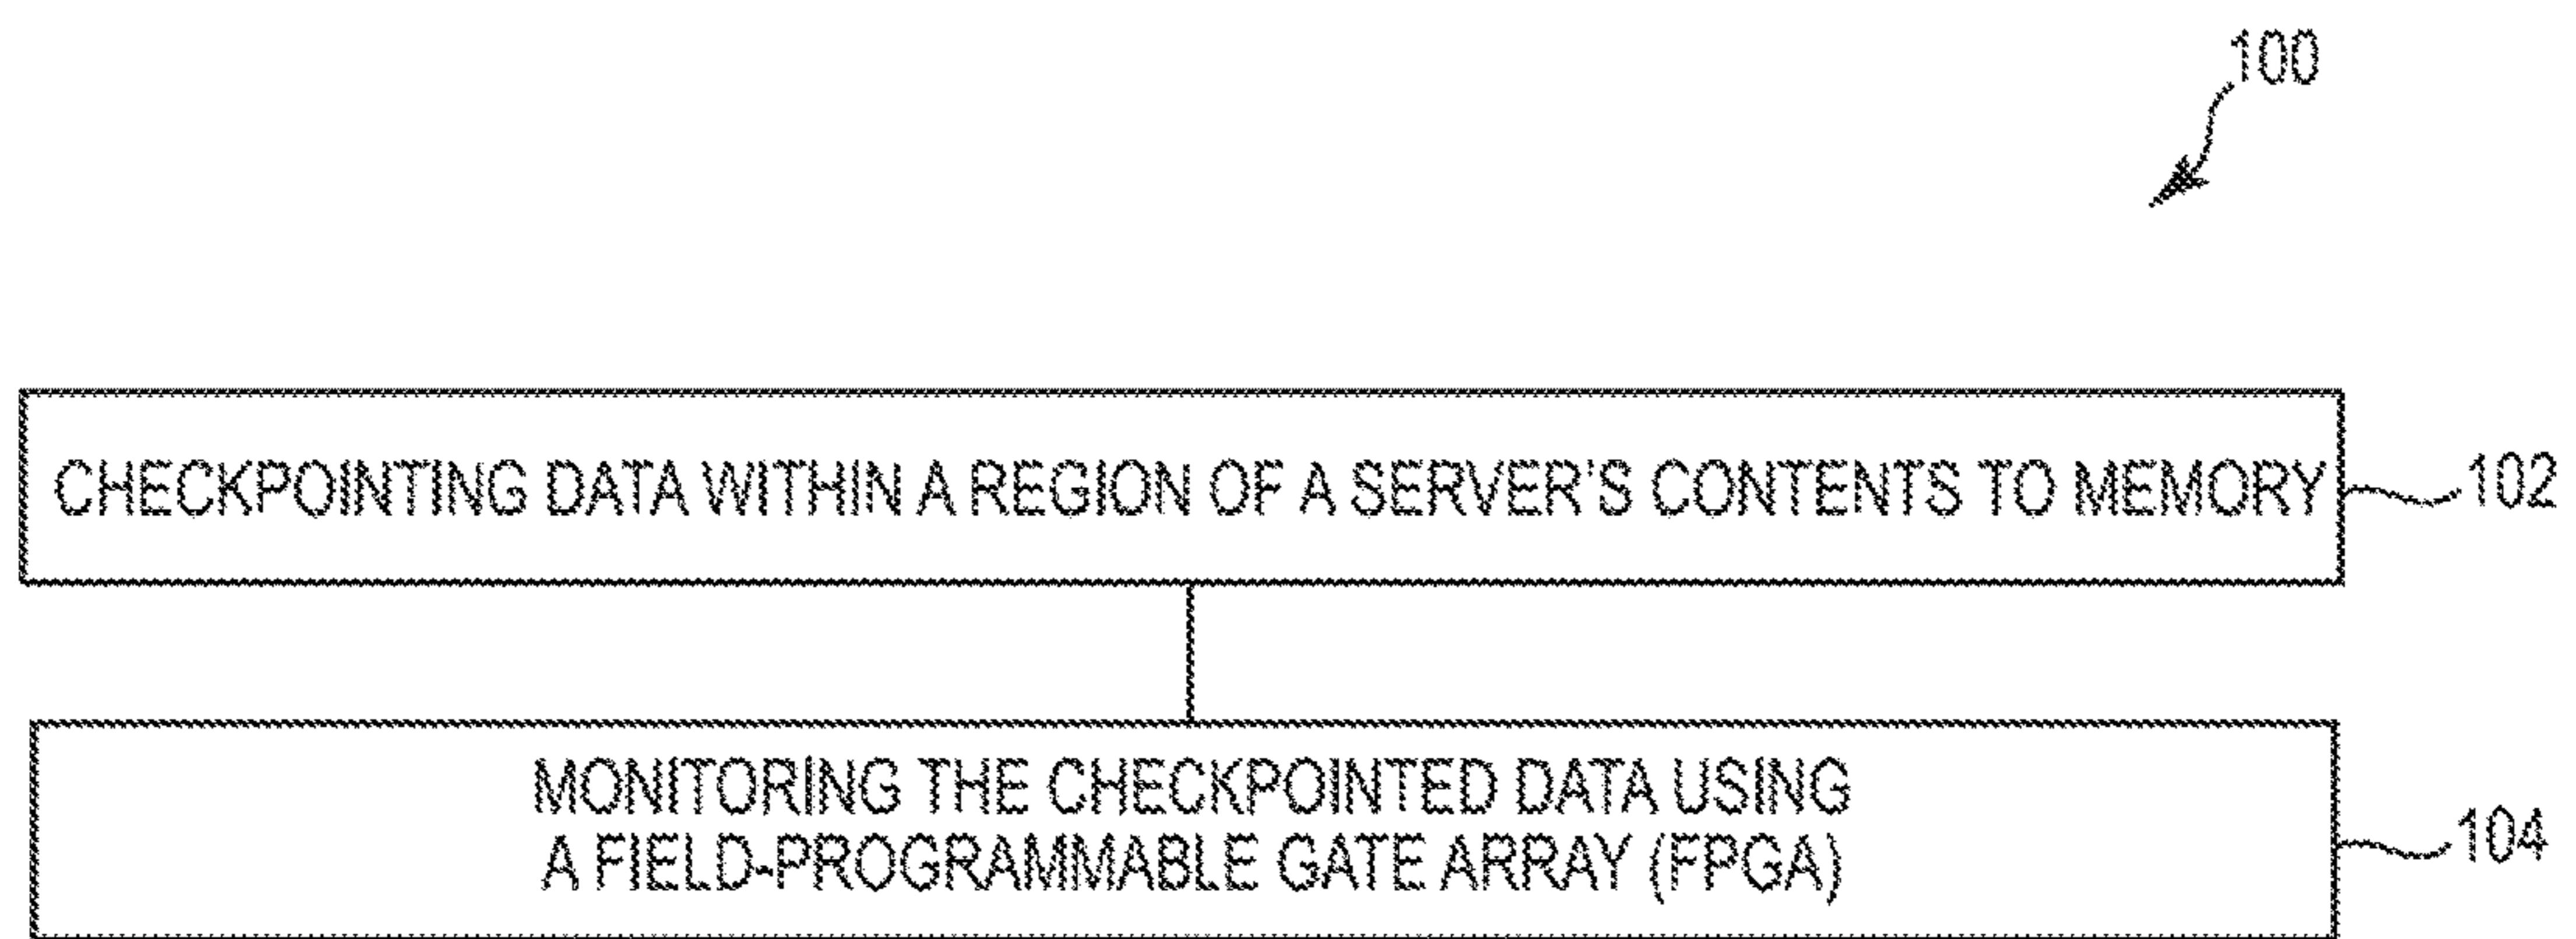 100
CHECKPOINTING DATA WITHIN A REGION OF A SERVER'S CONTENTS TO MEMORY
102
MONITORING THE CHECKPOINTED DATA USING
A FIELD-PROGRAMMABLE GATE ARRAY (FPGA)
104